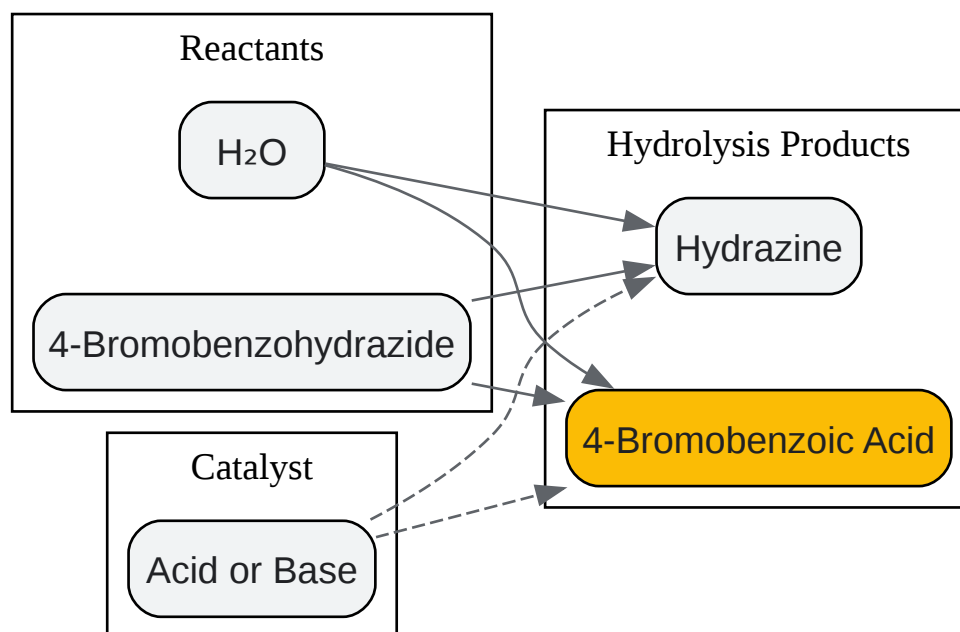 Reactants
H₂O
4-Bromobenzohydrazide
Catalyst
Acid or Base
Hydrolysis Products
Hydrazine
4-Bromobenzoic Acid